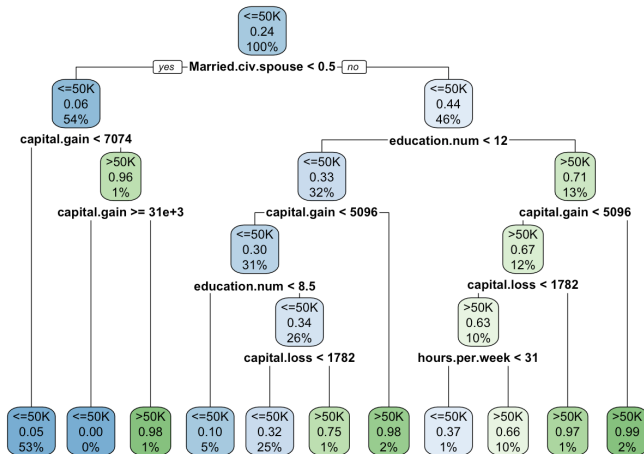 <=50K
0.24
100%
yes Married.civ.spouse < 0.5 no
<=50K
0.06
54%
capital.gain < 7074
<=50K
0.44
46%
education.num < 12
>50K
0.96
1%
capital.gain >= 31e+3
<=50K
0.33
32%
capital.gain < 5096
>50K
0.71
13%
capital.gain < 5096
<=50K
0.30
31%
education.num < 8.5
>50K
0.67
12%
capital.loss < 1782
<=50K
0.34
26%
capital.loss < 1782
>50K
0.63
10%
hours.per.week < 31
<=50K
0.05
53%
<=50K
0.00
0%
>50K
0.98
1%
<=50K
0.10
5%
<=50K
0.32
25%
>50K
0.75
1%
>50K
0.98
2%
<=50K
0.37
1%
>50K
0.66
10%
>50K
0.97
1%
>50K
0.99
2%